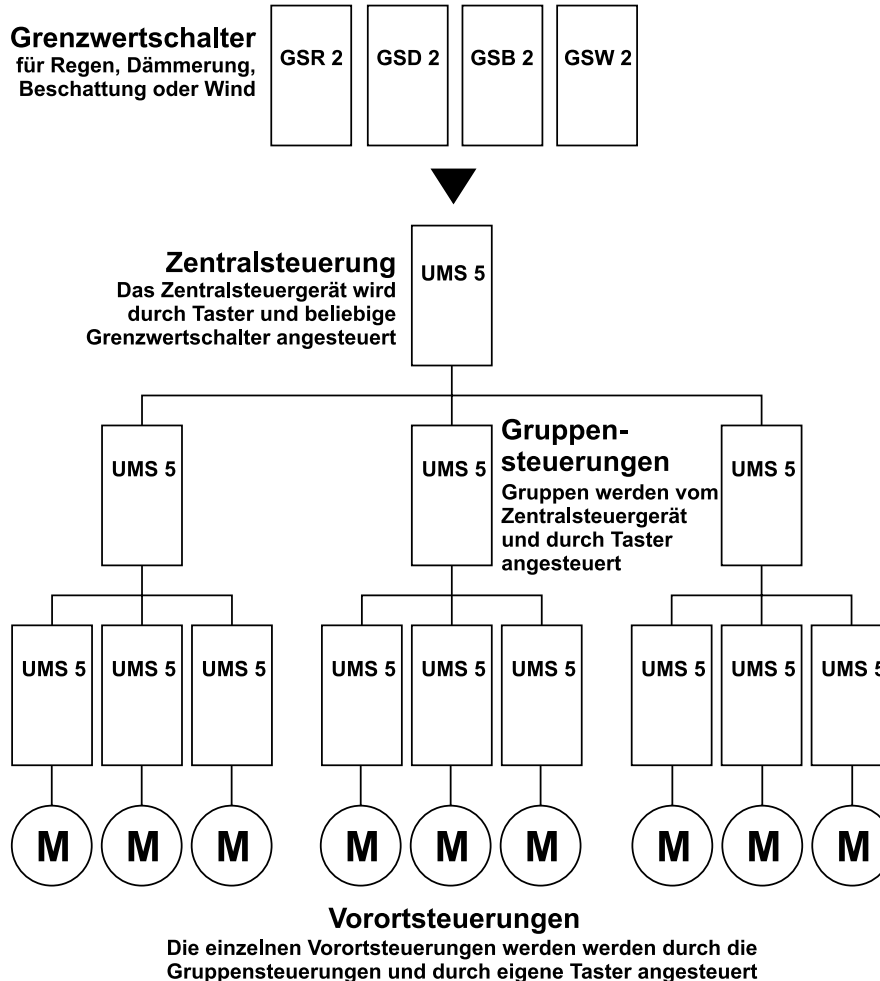 Grenzwertschalter
für Regen, Dämmerung,
Beschattung oder Wind
GSR 2
GSD 2
GSB 2
GSW 2
Zentralsteuerung
Das Zentralsteuergerät wird
durch Taster und beliebige
Grenzwertschalter angesteuert
UMS 5
UMS 5
UMS 5
Gruppen-
steuerungen
Gruppen werden vom
Zentralsteuergerät
und durch Taster
angesteuert
UMS 5
UMS 5
UMS 5
UMS 5
UMS 5
UMS 5
UMS 5
UMS 5
UMS 5
UMS 5
M
M
M
M
M
M
M
M
M
Vorortsteuerungen
Die einzelnen Vorortsteuerungen werden werden durch die
Gruppensteuerungen und durch eigene Taster angesteuert